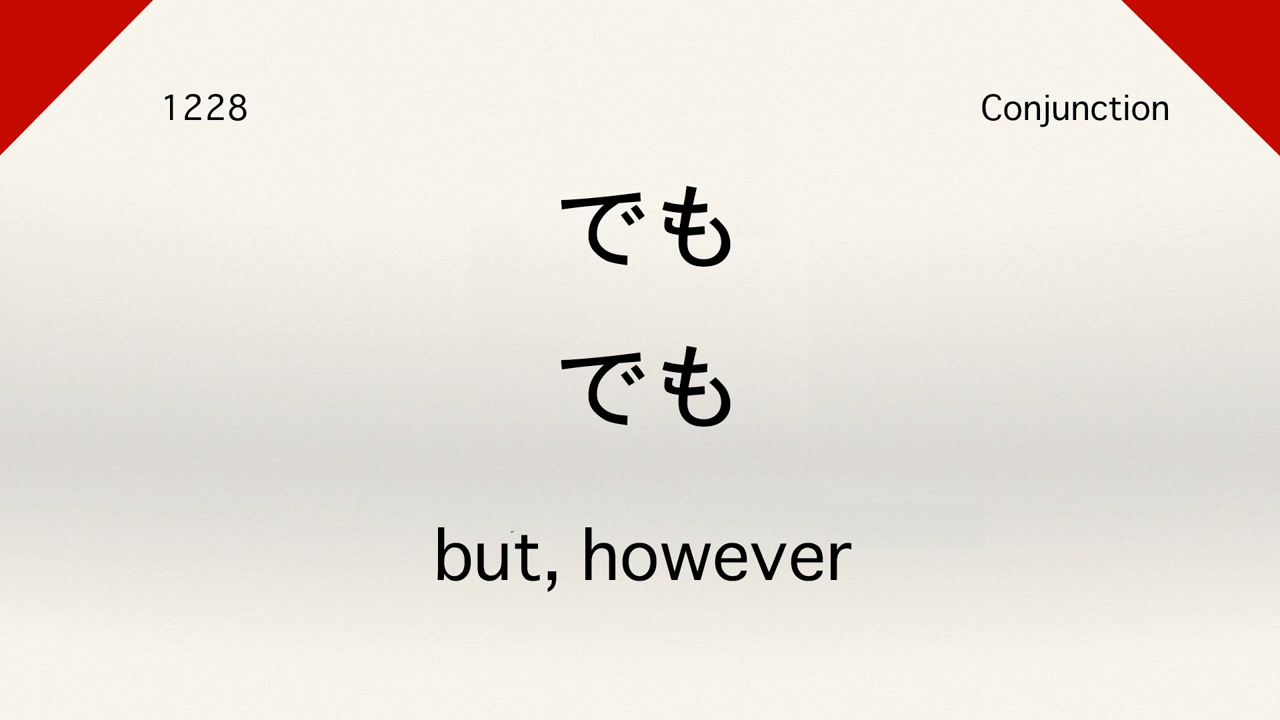 1228
Conjunction
でも
でも
but, however